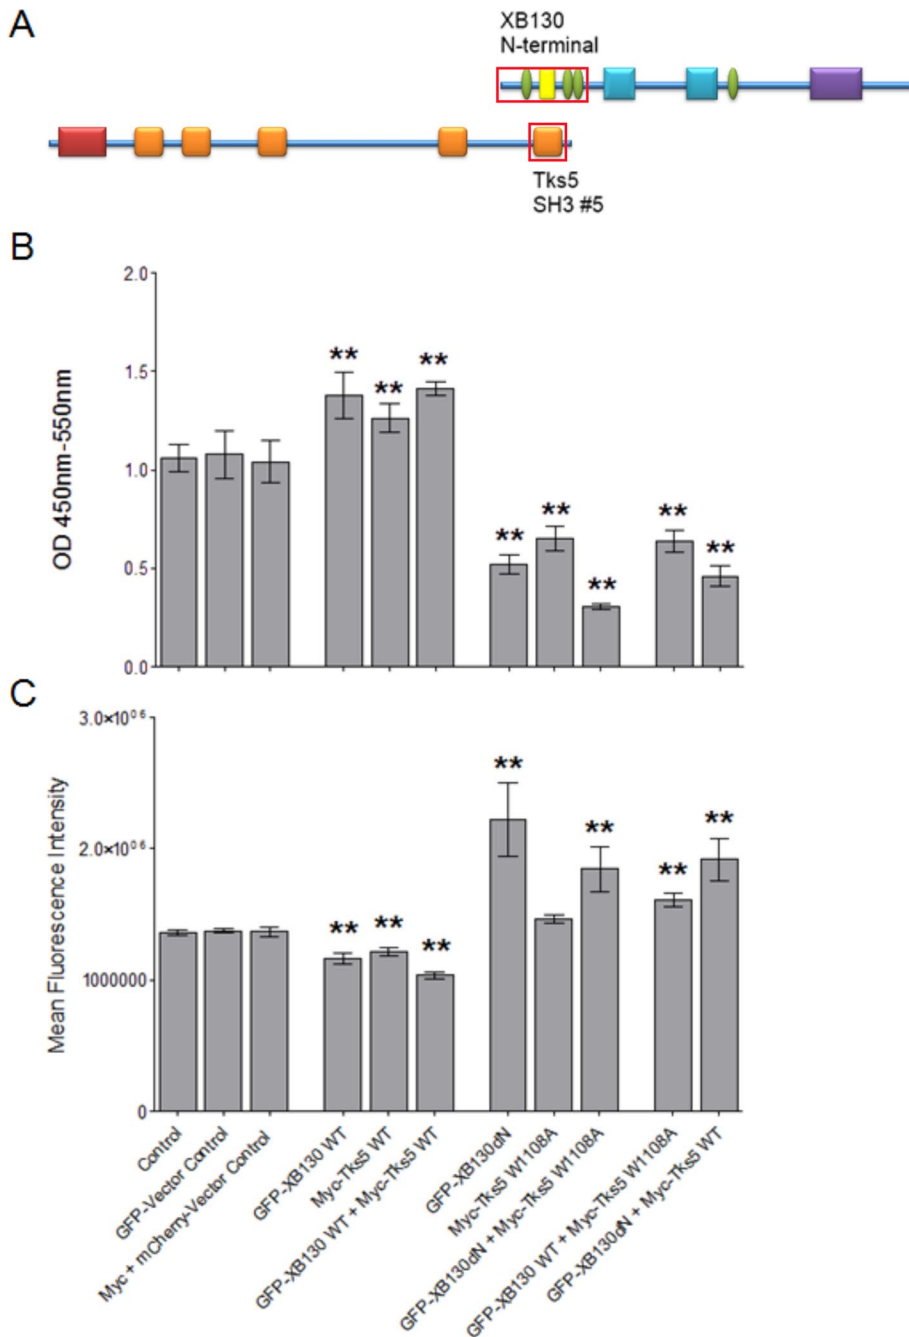 A
XB130
N-terminal
Tks5
SH3 #5
B
OD 450nm-550nm
2.0
1.5
1.0
0.5
0.0
** ** **
** ** **
** **
C
Mean Fluorescence Intensity
3.0×10⁰⁶
2.0×10⁰⁶
1000000
0
** ** **
** **
** **
Control
GFP-Vector Control
Myc + mCherry-Vector Control
GFP-XB130 WT
Myc-Tks5 WT
GFP-XB130 WT + Myc-Tks5 WT
GFP-XB130dN
Myc-Tks5 W1108A
GFP-XB130dN + Myc-Tks5 W1108A
GFP-XB130 WT + Myc-Tks5 W1108A
GFP-XB130dN + Myc-Tks5 WT